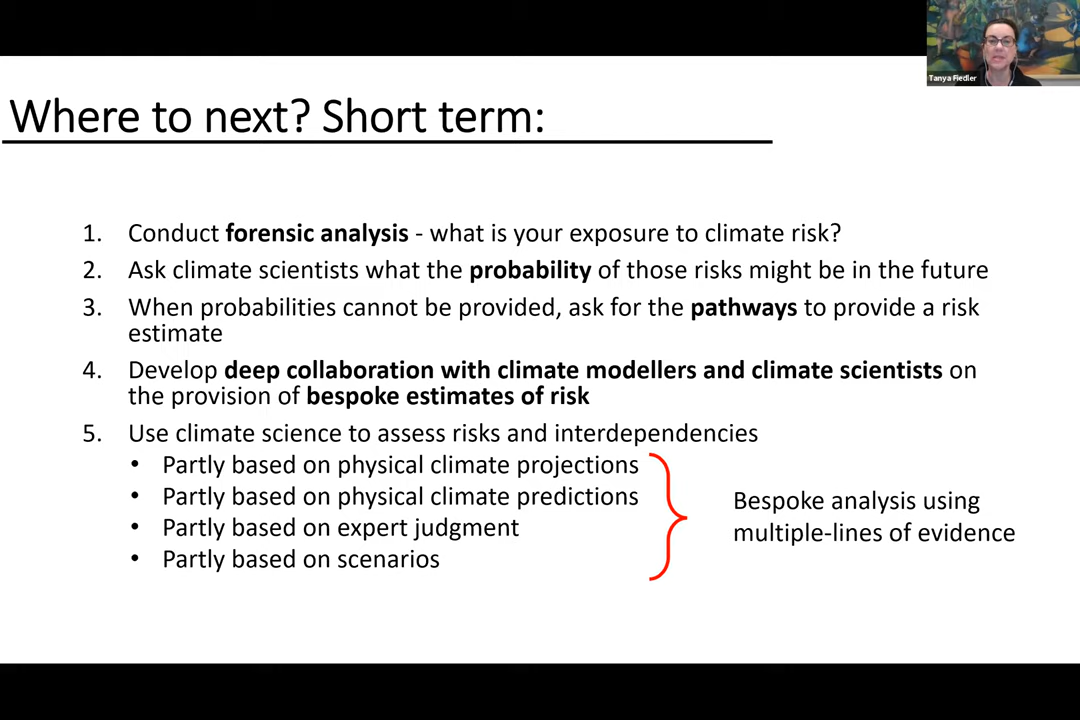 Tanya Fiedler
Where to next? Short term:
1. Conduct forensic analysis - what is your exposure to climate risk?
2. Ask climate scientists what the probability of those risks might be in the future
3. When probabilities cannot be provided, ask for the pathways to provide a risk
estimate
4. Develop deep collaboration with climate modellers and climate scientists on
the provision of bespoke estimates of risk
5. Use climate science to assess risks and interdependencies
• Partly based on physical climate projections
• Partly based on physical climate predictions
• Partly based on expert judgment
• Partly based on scenarios
Bespoke analysis using
multiple-lines of evidence